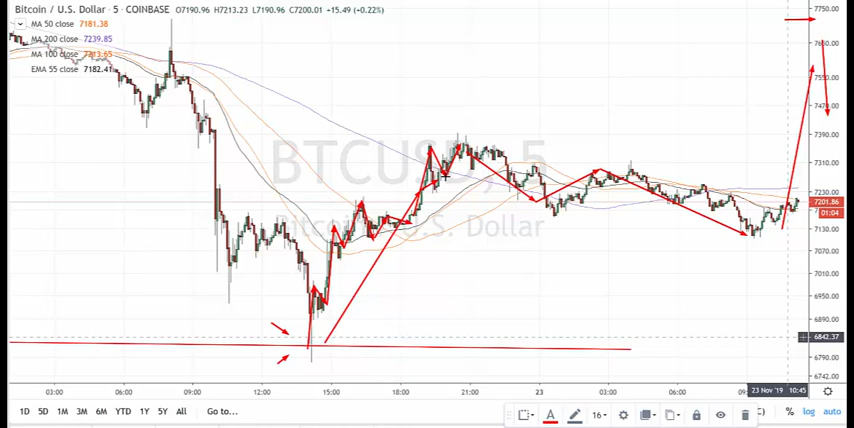 Bitcoin / U.S. Dollar · 5 · COINBASE O7190.96 H7213.23 L7190.96 C7200.01 +15.49 (+0.22%)
MA 50 close 7181.38
MA 200 close 7239.85
MA 100 close 7213.65
EMA 55 close 7182.41
BTCUSD, 5
Bitcoin / U.S. Dollar
7750.00
7550.00
7470.00
7390.00
7310.00
7230.00
7201.86
01:04
7130.00
7070.00
7010.00
6950.00
6890.00
6842.37
6790.00
6742.00
03:00
06:00
09:00
12:00
15:00
18:00
21:00
23
03:00
06:00
23 Nov '19 10:45
1D 5D 1M 3M 6M YTD 1Y 5Y All Go to...
A 16
% log auto